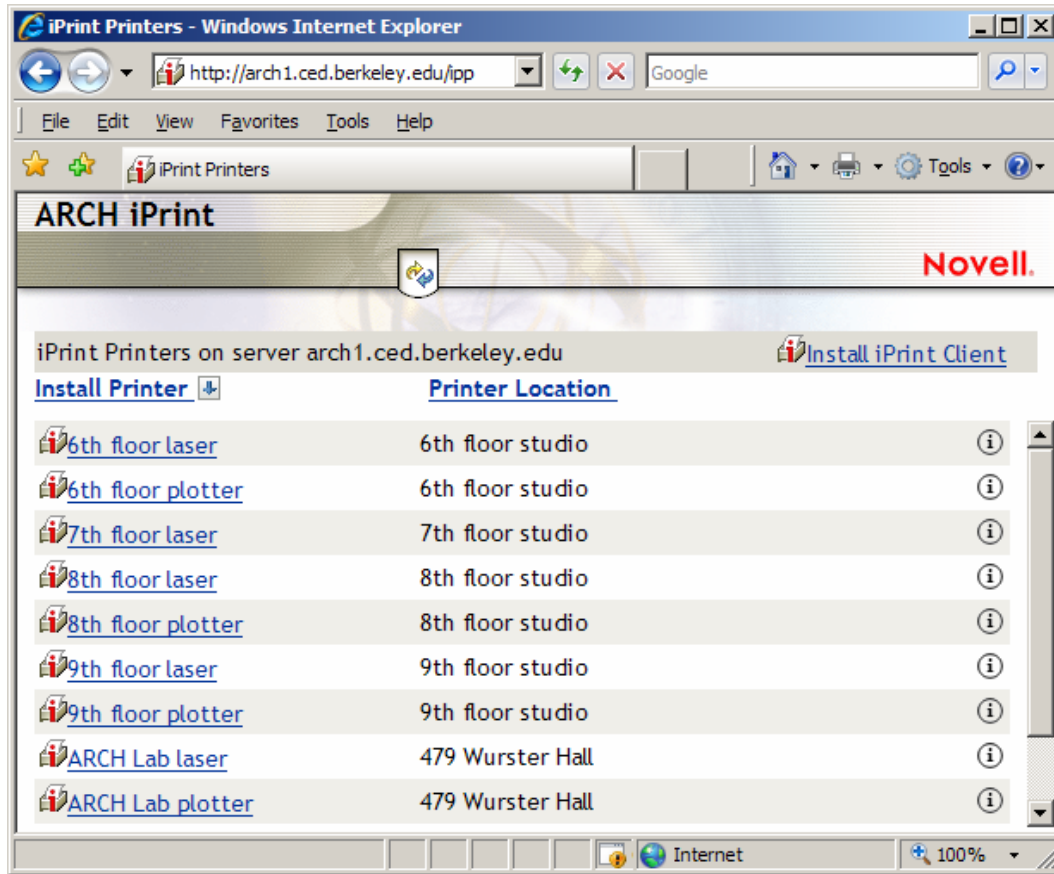 iPrint Printers - Windows Internet Explorer
http://arch1.ced.berkeley.edu/ipp Google
File Edit View Favorites Tools Help
iPrint Printers Tools
ARCH iPrint
Novell.
iPrint Printers on server arch1.ced.berkeley.edu Install iPrint Client
Install Printer Printer Location
6th floor laser 6th floor studio
6th floor plotter 6th floor studio
7th floor laser 7th floor studio
8th floor laser 8th floor studio
8th floor plotter 8th floor studio
9th floor laser 9th floor studio
9th floor plotter 9th floor studio
ARCH Lab laser 479 Wurster Hall
ARCH Lab plotter 479 Wurster Hall
Internet 100%